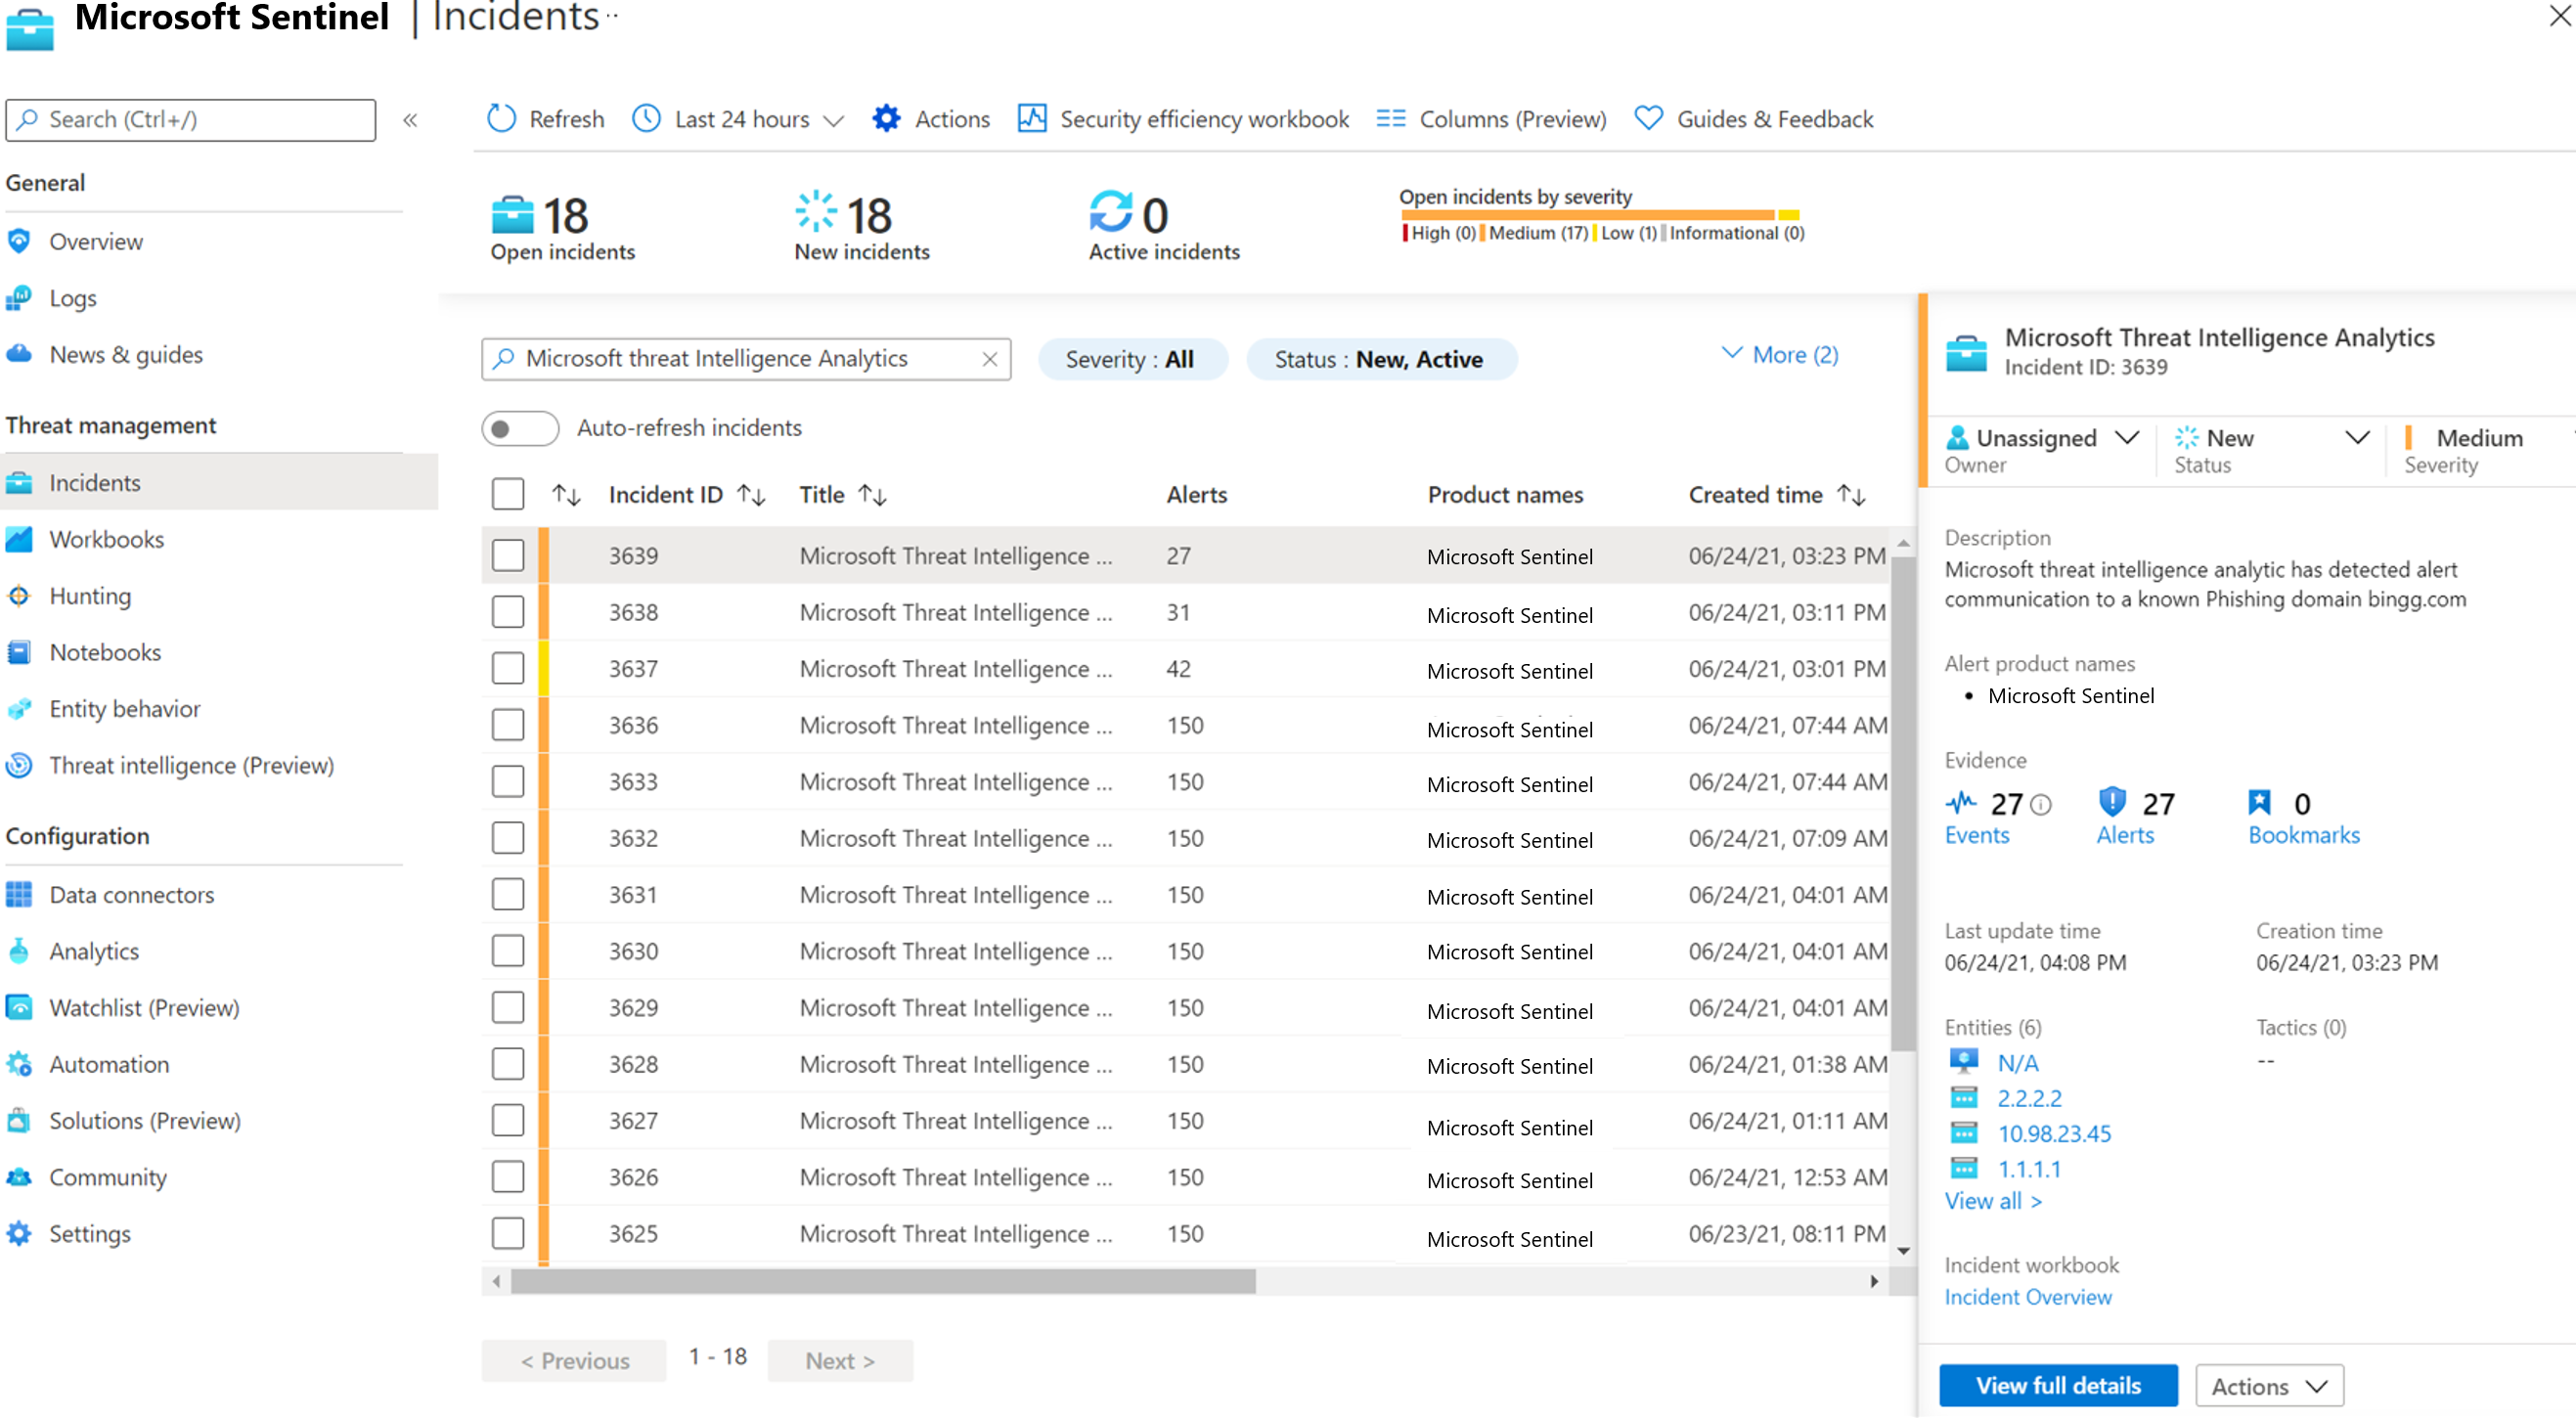 Microsoft Sentinel | Incidents ..
Search (Ctrl+/)
«
General
Overview
Logs
News & guides
Threat management
Incidents
Workbooks
Hunting
Notebooks
Entity behavior
Threat intelligence (Preview)
Configuration
Data connectors
Analytics
Watchlist (Preview)
Automation
Solutions (Preview)
Community
Settings
Refresh Last 24 hours Actions Security efficiency workbook Columns (Preview) Guides & Feedback
18
Open incidents
18
New incidents
0
Active incidents
Open incidents by severity
High (0) Medium (17) Low (1) Informational (0)
Microsoft threat Intelligence Analytics
Severity : All
Status : New, Active
More (2)
Auto-refresh incidents
Incident ID Title Alerts Product names Created time
3639 Microsoft Threat Intelligence ... 27 Microsoft Sentinel 06/24/21, 03:23 PM
3638 Microsoft Threat Intelligence ... 31 Microsoft Sentinel 06/24/21, 03:11 PM
3637 Microsoft Threat Intelligence ... 42 Microsoft Sentinel 06/24/21, 03:01 PM
3636 Microsoft Threat Intelligence ... 150 Microsoft Sentinel 06/24/21, 07:44 AM
3633 Microsoft Threat Intelligence ... 150 Microsoft Sentinel 06/24/21, 07:44 AM
3632 Microsoft Threat Intelligence ... 150 Microsoft Sentinel 06/24/21, 07:09 AM
3631 Microsoft Threat Intelligence ... 150 Microsoft Sentinel 06/24/21, 04:01 AM
3630 Microsoft Threat Intelligence ... 150 Microsoft Sentinel 06/24/21, 04:01 AM
3629 Microsoft Threat Intelligence ... 150 Microsoft Sentinel 06/24/21, 04:01 AM
3628 Microsoft Threat Intelligence ... 150 Microsoft Sentinel 06/24/21, 01:38 AM
3627 Microsoft Threat Intelligence ... 150 Microsoft Sentinel 06/24/21, 01:11 AM
3626 Microsoft Threat Intelligence ... 150 Microsoft Sentinel 06/24/21, 12:53 AM
3625 Microsoft Threat Intelligence ... 150 Microsoft Sentinel 06/23/21, 08:11 PM
< Previous 1 - 18 Next >
Microsoft Threat Intelligence Analytics
Incident ID: 3639
Unassigned New Medium
Owner Status Severity
Description
Microsoft threat intelligence analytic has detected alert
communication to a known Phishing domain bingg.com
Alert product names
• Microsoft Sentinel
Evidence
27 27 0
Events Alerts Bookmarks
Last update time Creation time
06/24/21, 04:08 PM 06/24/21, 03:23 PM
Entities (6) Tactics (0)
N/A --
2.2.2.2
10.98.23.45
1.1.1.1
View all >
Incident workbook
Incident Overview
View full details Actions